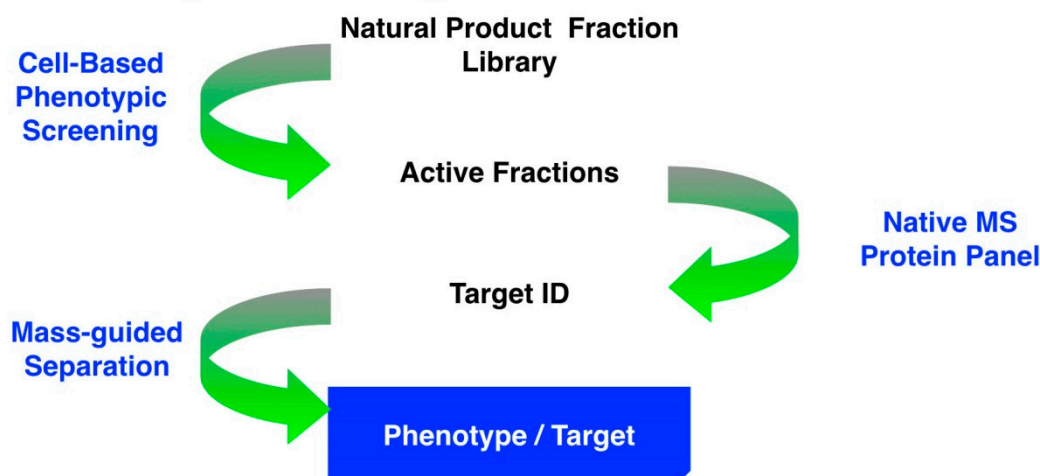 Natural Product Fraction
Library
Cell-Based
Phenotypic
Screening
Active Fractions
Native MS
Protein Panel
Target ID
Mass-guided
Separation
Phenotype / Target